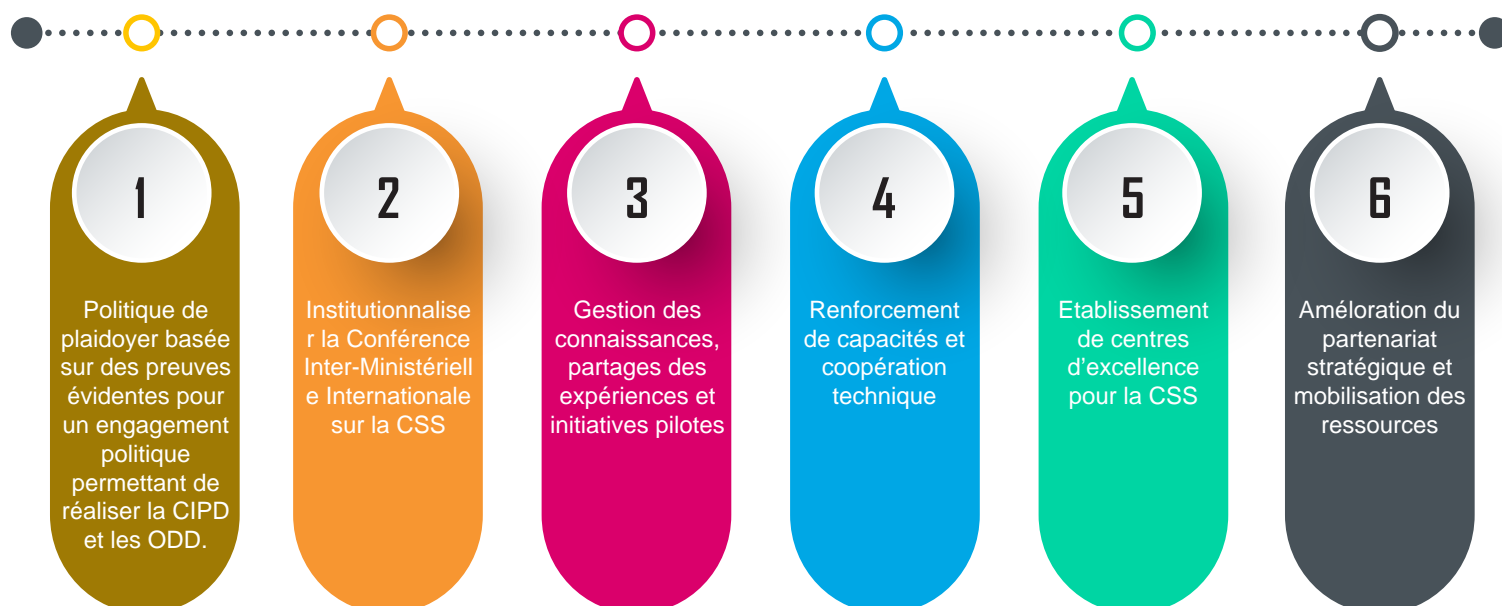 1
Politique de
plaidoyer basée
sur des preuves
évidentes pour
un engagement
politique
permettant de
réaliser la CIPD
et les ODD.
2
Institutionnalise
r la Conférence
Inter-Ministériell
e Internationale
sur la CSS
3
Gestion des
connaissances,
partages des
expériences et
initiatives pilotes
4
Renforcement
de capacités et
coopération
technique
5
Etablissement
de centres
d’excellence
pour la CSS
6
Améloration du
partenariat
stratégique et
mobilisation des
ressources